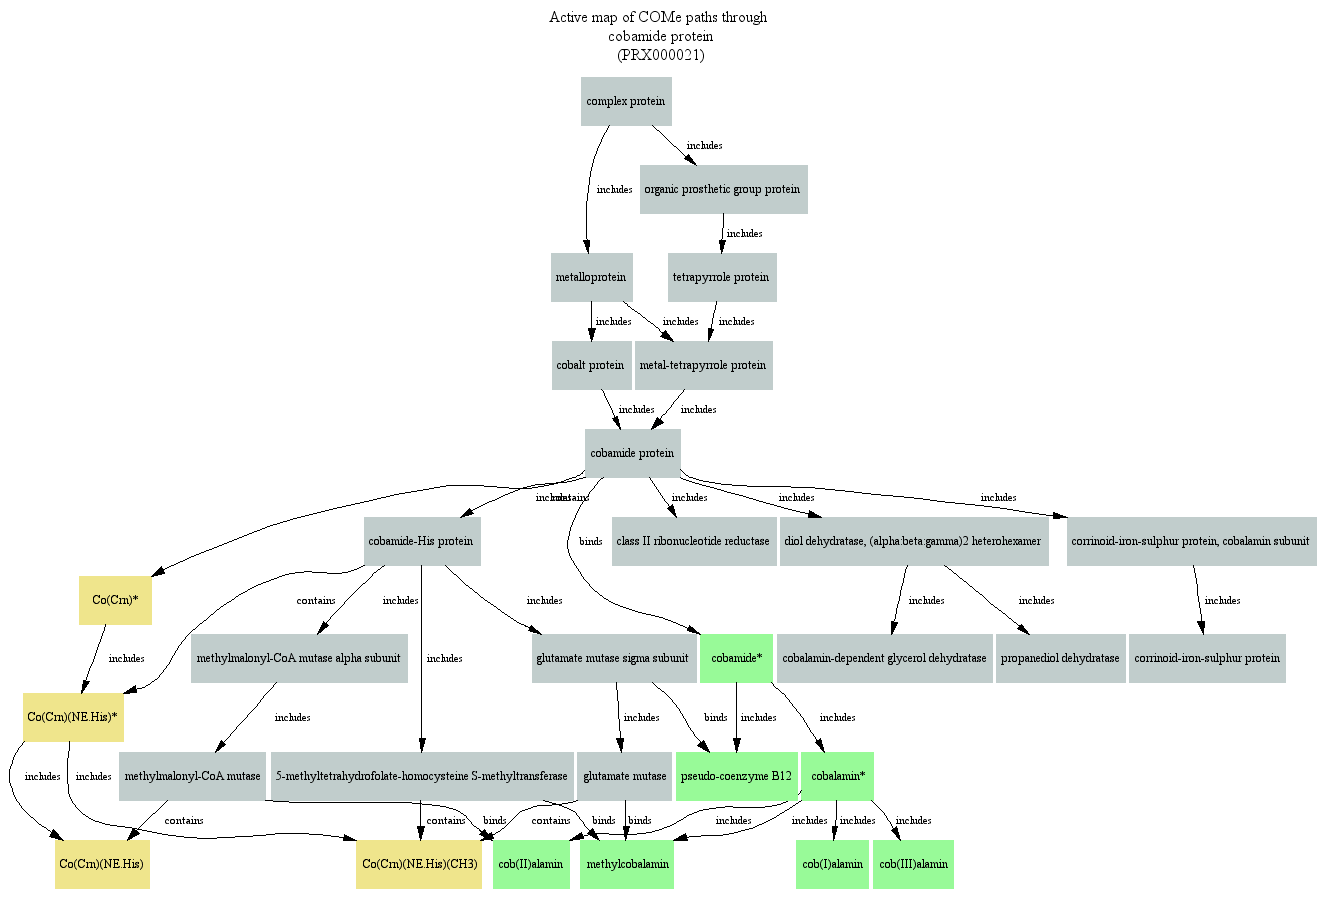 Active map of COMe paths through
cobamide protein
(PRX000021)
complex protein
includes
includes
organic prosthetic group protein
includes
metalloprotein
tetrapyrrole protein
includes
includes
includes
cobalt protein
metal-tetrapyrrole protein
includes
includes
cobamide protein
includes
contains
includes
includes
includes
cobamide-His protein
binds
class II ribonucleotide reductase
diol dehydratase, (alpha:beta:gamma)2 heterohexamer
corrinoid-iron-sulphur protein, cobalamin subunit
Co(Crn)*
contains
includes
includes
includes
includes
includes
includes
methylmalonyl-CoA mutase alpha subunit
includes
glutamate mutase sigma subunit
cobamide*
cobalamin-dependent glycerol dehydratase
propanediol dehydratase
corrinoid-iron-sulphur protein
Co(Crn)(NE.His)*
includes
includes
binds
includes
includes
includes
includes
methylmalonyl-CoA mutase
5-methyltetrahydrofolate-homocysteine S-methyltransferase
glutamate mutase
pseudo-coenzyme B12
cobalamin*
contains
contains
binds
contains
binds
binds
includes
includes
includes
includes
Co(Crn)(NE.His)
Co(Crn)(NE.His)(CH3)
cob(II)alamin
methylcobalamin
cob(I)alamin
cob(III)alamin